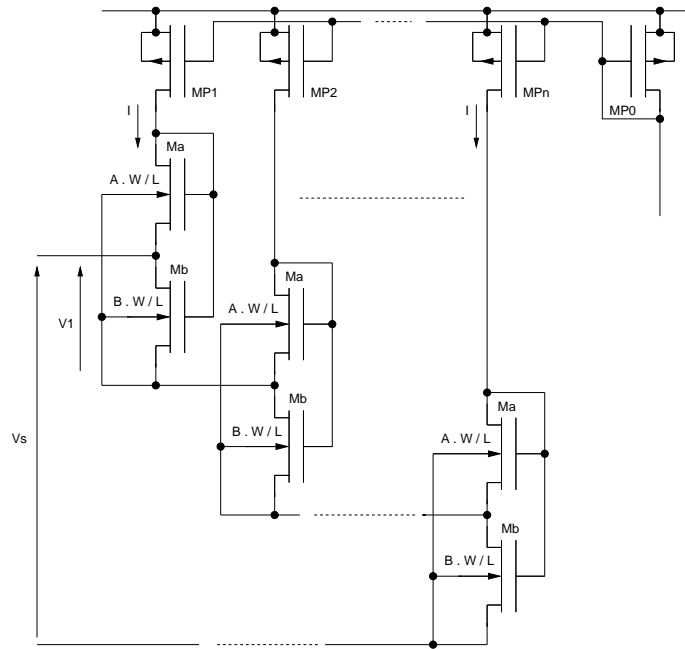 MP1
MP2
MPn
MP0
I
I
Ma
A . W / L
Mb
B . W / L
V1
Ma
A . W / L
Mb
B . W / L
Vs
Ma
A . W / L
Mb
B . W / L